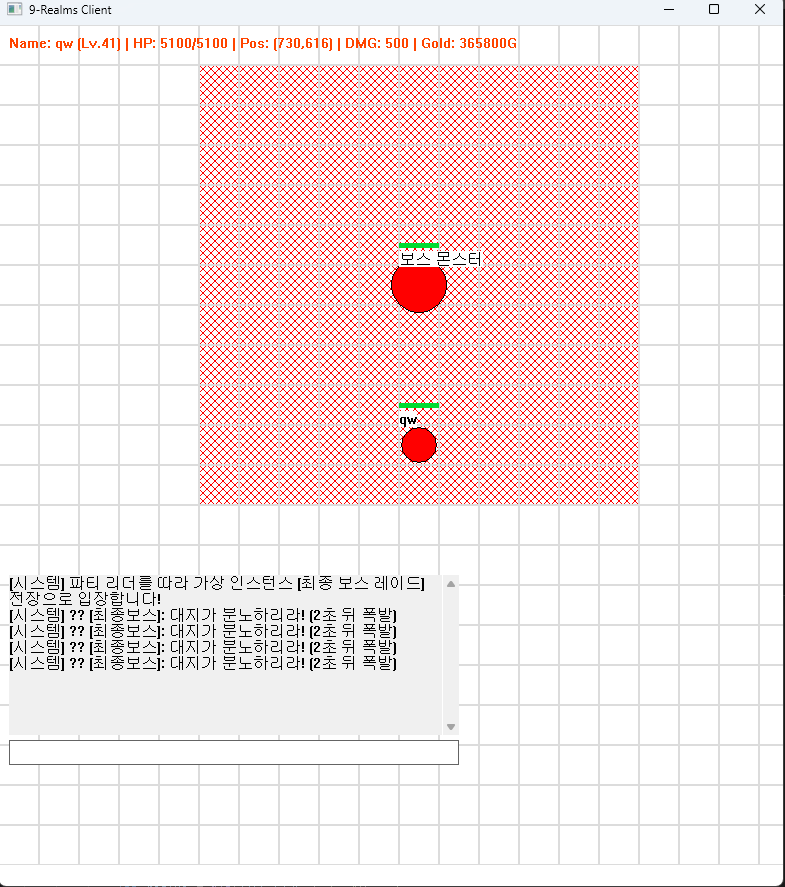 9-Realms Client
Name: qw (Lv.41) | HP: 5100/5100 | Pos: (730,616) | DMG: 500 | Gold: 365800G
보스 몬스터
qw
[시스템] 파티 리더를 따라 가상 인스턴스 [최종 보스 레이드]
전장으로 입장합니다!
[시스템] ?? [최종보스]: 대지가 분노하리라! (2초 뒤 폭발)
[시스템] ?? [최종보스]: 대지가 분노하리라! (2초 뒤 폭발)
[시스템] ?? [최종보스]: 대지가 분노하리라! (2초 뒤 폭발)
[시스템] ?? [최종보스]: 대지가 분노하리라! (2초 뒤 폭발)